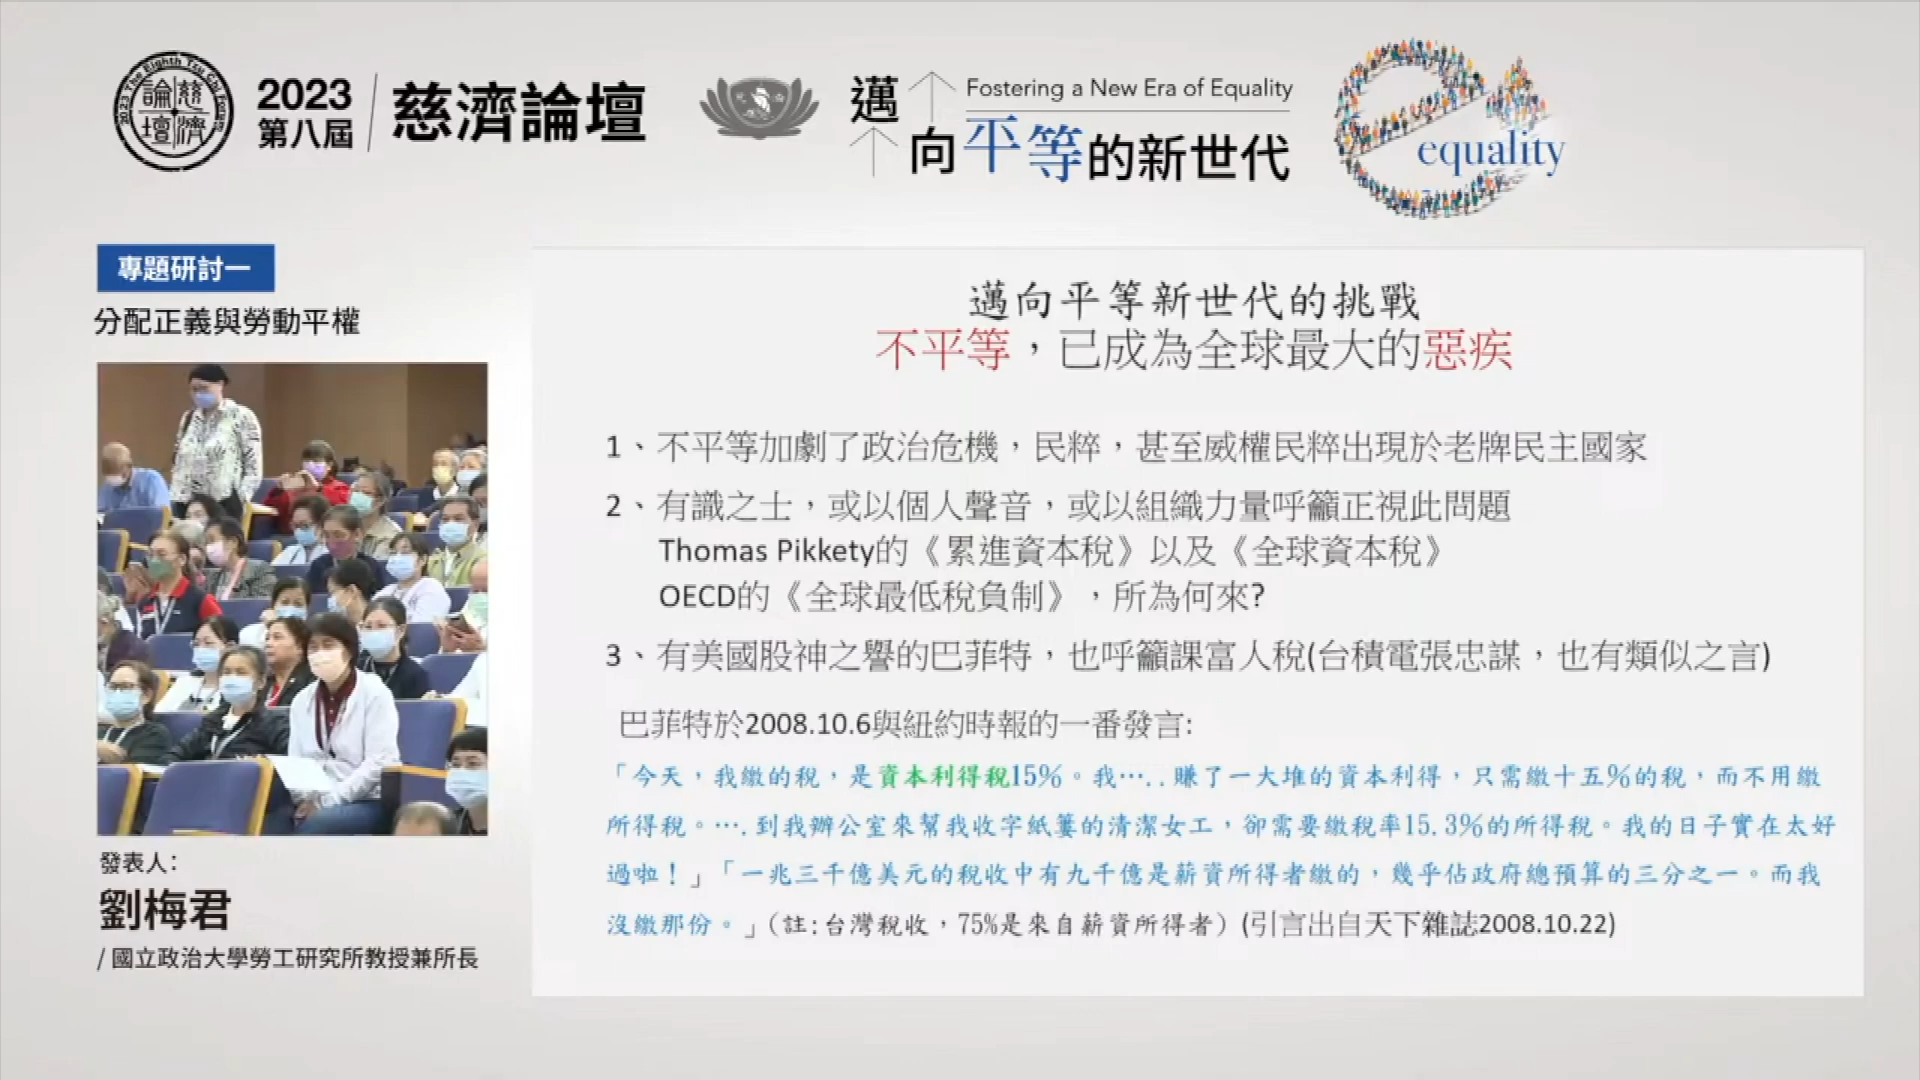 2023 The Eighth Tzu Chi Forum
慈濟論壇
2023
第八屆
慈濟論壇
Fostering a New Era of Equality
邁向平等的新世代
equality
專題研討一
分配正義與勞動平權
邁向平等新世代的挑戰
不平等，已成為全球最大的惡疾
1、不平等加劇了政治危機，民粹，甚至威權民粹出現於老牌民主國家
2、有識之士，或以個人聲音，或以組織力量呼籲正視此問題
Thomas Pikkety的《累進資本稅》以及《全球資本稅》
OECD的《全球最低稅負制》，所為何來?
3、有美國股神之譽的巴菲特，也呼籲課富人稅(台積電張忠謀，也有類似之言)
巴菲特於2008.10.6與紐約時報的一番發言:
「今天，我繳的稅，是資本利得稅15%。我…..賺了一大堆的資本利得，只需繳十五%的稅，而不用繳
所得稅。….到我辦公室來幫我收字紙簍的清潔女工，卻需要繳稅率15.3%的所得稅。我的日子實在太好
過啦！」「一兆三千億美元的稅收中有九千億是薪資所得者繳的，幾乎佔政府總預算的三分之一。而我
沒繳那份。」（註:台灣稅收，75%是來自薪資所得者）(引言出自天下雜誌2008.10.22)
發表人:
劉梅君
/ 國立政治大學勞工研究所教授兼所長